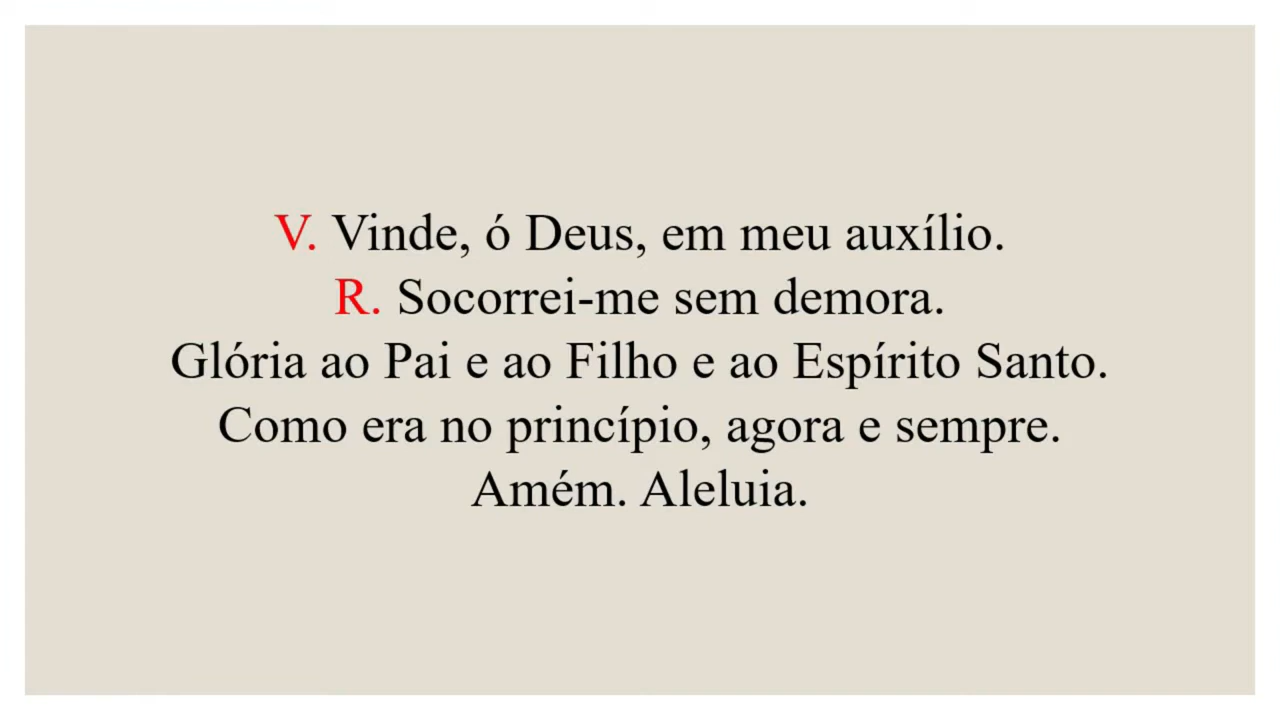 V. Vinde, ó Deus, em meu auxílio.
R. Socorrei-me sem demora.
Glória ao Pai e ao Filho e ao Espírito Santo.
Como era no princípio, agora e sempre.
Amém. Aleluia.